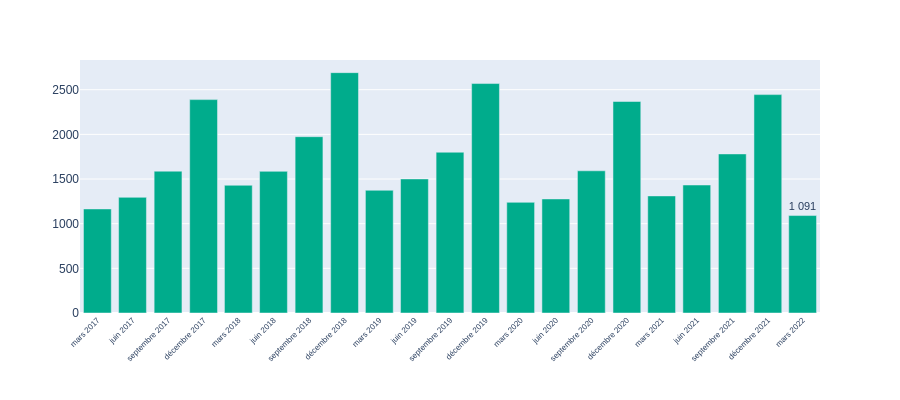 2500
2000
1500
1000
500
0
1 091
mars 2017
juin 2017
septembre 2017
décembre 2017
mars 2018
juin 2018
septembre 2018
décembre 2018
mars 2019
juin 2019
septembre 2019
décembre 2019
mars 2020
juin 2020
septembre 2020
décembre 2020
mars 2021
juin 2021
septembre 2021
décembre 2021
mars 2022